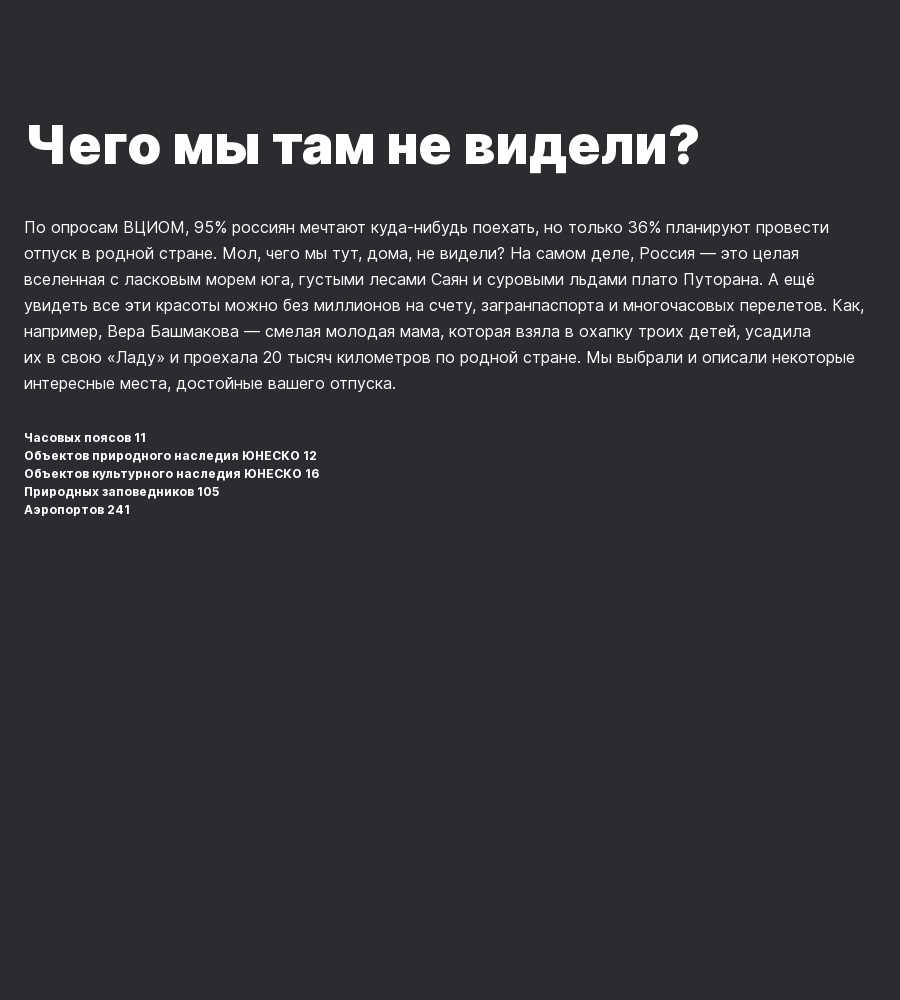 Чего мы там не видели?
По опросам ВЦИОМ, 95% россиян мечтают куда-нибудь поехать, но только 36% планируют провести
отпуск в родной стране. Мол, чего мы тут, дома, не видели? На самом деле, Россия — это целая
вселенная с ласковым морем юга, густыми лесами Саян и суровыми льдами плато Путорана. А ещё
увидеть все эти красоты можно без миллионов на счету, загранпаспорта и многочасовых перелетов. Как,
например, Вера Башмакова — смелая молодая мама, которая взяла в охапку троих детей, усадила
их в свою «Ладу» и проехала 20 тысяч километров по родной стране. Мы выбрали и описали некоторые
интересные места, достойные вашего отпуска.
Часовых поясов 11
Объектов природного наследия ЮНЕСКО 12
Объектов культурного наследия ЮНЕСКО 16
Природных заповедников 105
Аэропортов 241